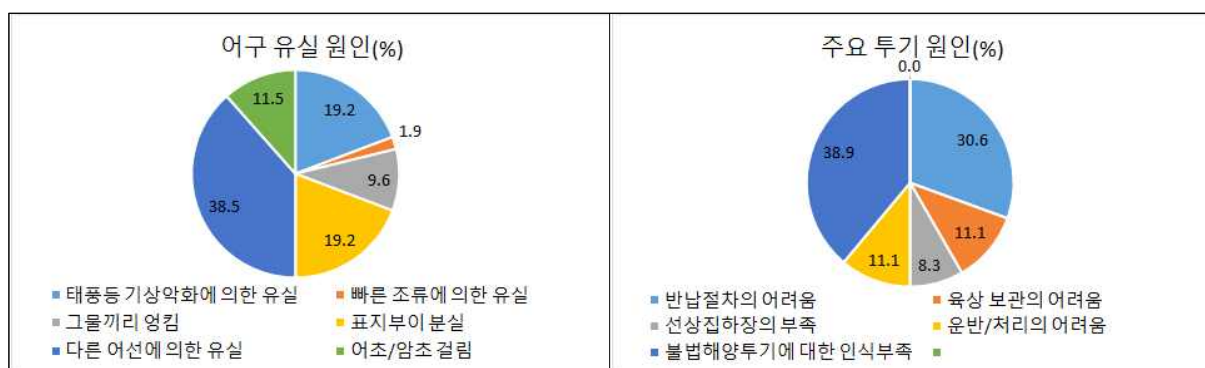 어구 유실 원인(%)
11.5
19.2
1.9
9.6
38.5
19.2
태풍등 기상악화에 의한 유실
빠른 조류에 의한 유실
그물끼리 엉킴
표지부이 분실
다른 어선에 의한 유실
어초/암초 걸림
주요 투기 원인(%)
0.0
30.6
38.9
11.1
11.1
8.3
반납절차의 어려움
육상 보관의 어려움
선상집하장의 부족
운반/처리의 어려움
불법해양투기에 대한 인식부족